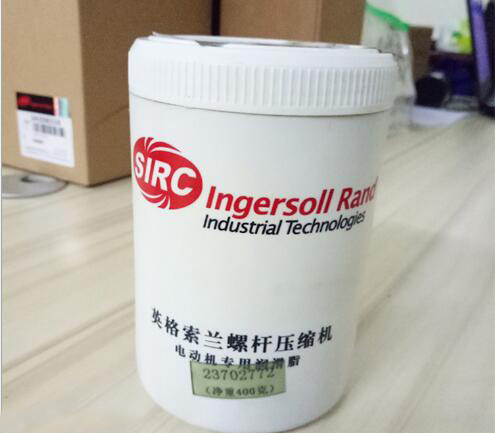 SIRC
Ingersoll Rand
Industrial Technologies
英格索兰螺杆压缩机
电动机专用润滑脂
23702772
(净重400克)